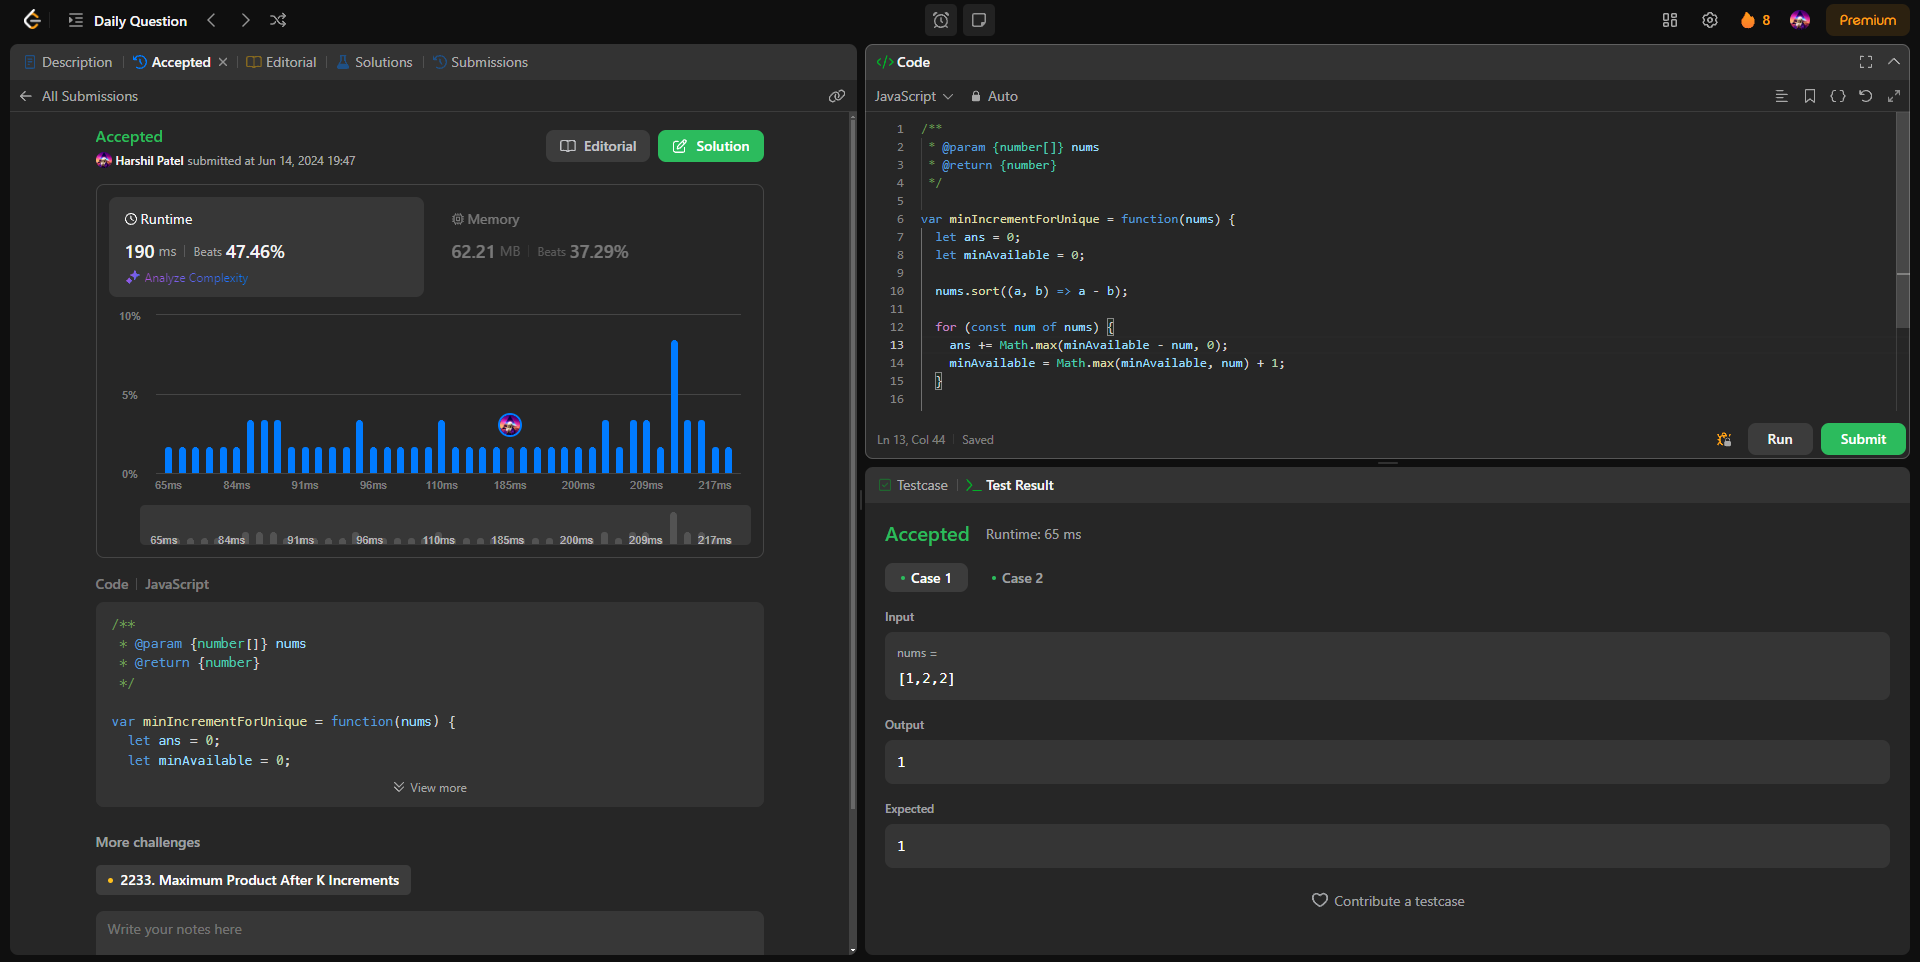 Daily Question
8
Premium
Description
Accepted
Editorial
Solutions
Submissions
All Submissions
Accepted
Harshil Patel submitted at Jun 14, 2024 19:47
Editorial
Solution
Runtime
190 ms
Beats 47.46%
Analyze Complexity
Memory
62.21 MB
Beats 37.29%
10%
5%
0%
65ms 84ms 91ms 96ms 110ms 185ms 200ms 209ms 217ms
65ms 84ms 91ms 96ms 110ms 185ms 200ms 209ms 217ms
Code
JavaScript
/**
 * @param {number[]} nums
 * @return {number}
 */
var minIncrementForUnique = function(nums) {
  let ans = 0;
  let minAvailable = 0;
View more
More challenges
2233. Maximum Product After K Increments
Write your notes here
</> Code
JavaScript
Auto
1 /**
2  * @param {number[]} nums
3  * @return {number}
4  */
5
6 var minIncrementForUnique = function(nums) {
7   let ans = 0;
8   let minAvailable = 0;
9
10   nums.sort((a, b) => a - b);
11
12   for (const num of nums) {
13     ans += Math.max(minAvailable - num, 0);
14     minAvailable = Math.max(minAvailable, num) + 1;
15   }
16
Ln 13, Col 44
Saved
Run
Submit
Testcase
>_ Test Result
Accepted
Runtime: 65 ms
Case 1
Case 2
Input
nums =
[1,2,2]
Output
1
Expected
1
Contribute a testcase